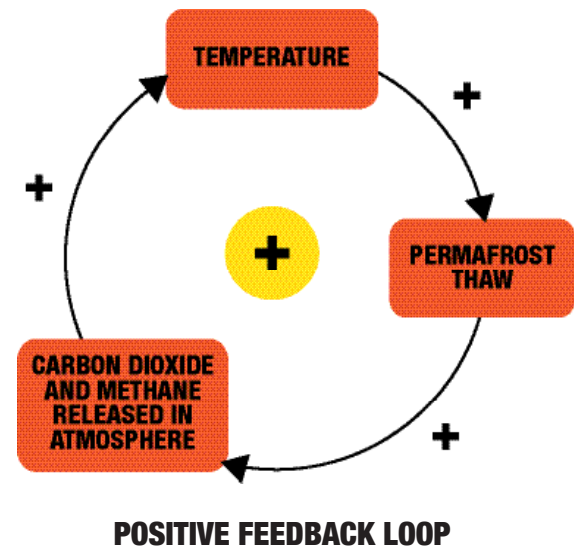 TEMPERATURE
+
PERMAFROST
THAW
+
+
+
CARBON DIOXIDE
AND METHANE
RELEASED IN
ATMOSPHERE
+
POSITIVE FEEDBACK LOOP